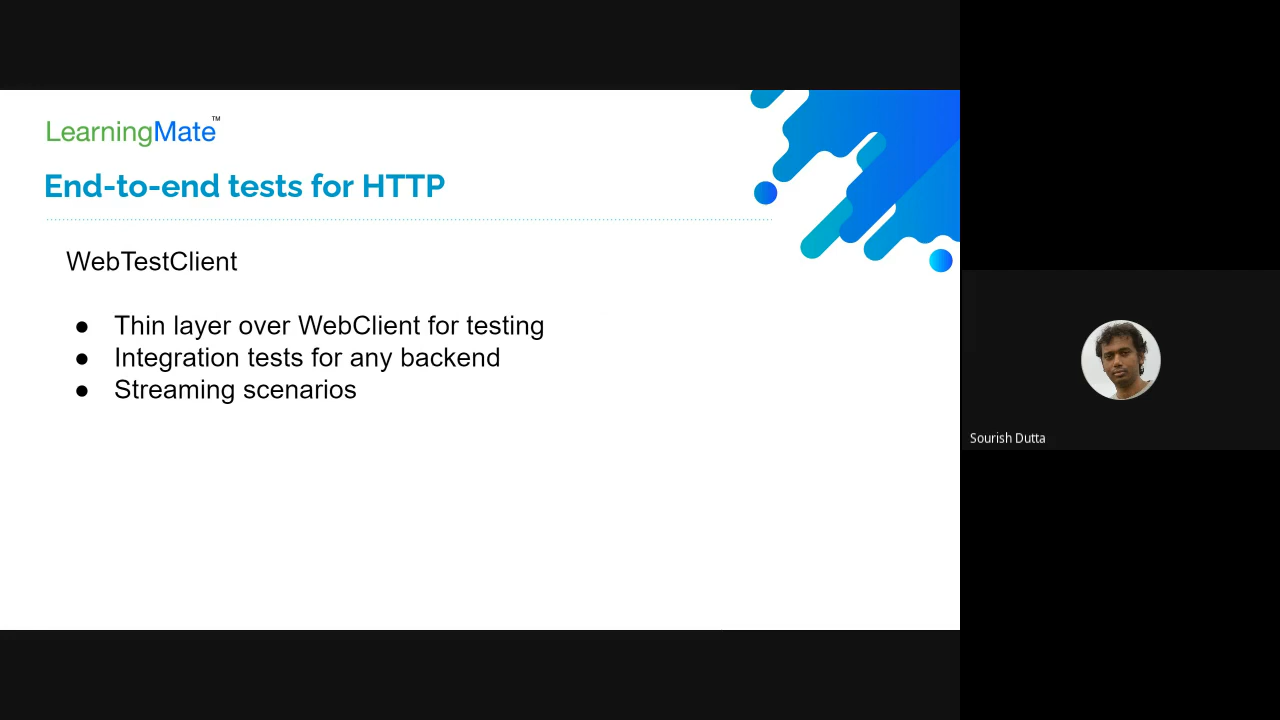 LearningMate™
End-to-end tests for HTTP
WebTestClient
● Thin layer over WebClient for testing
● Integration tests for any backend
● Streaming scenarios
Sourish Dutta